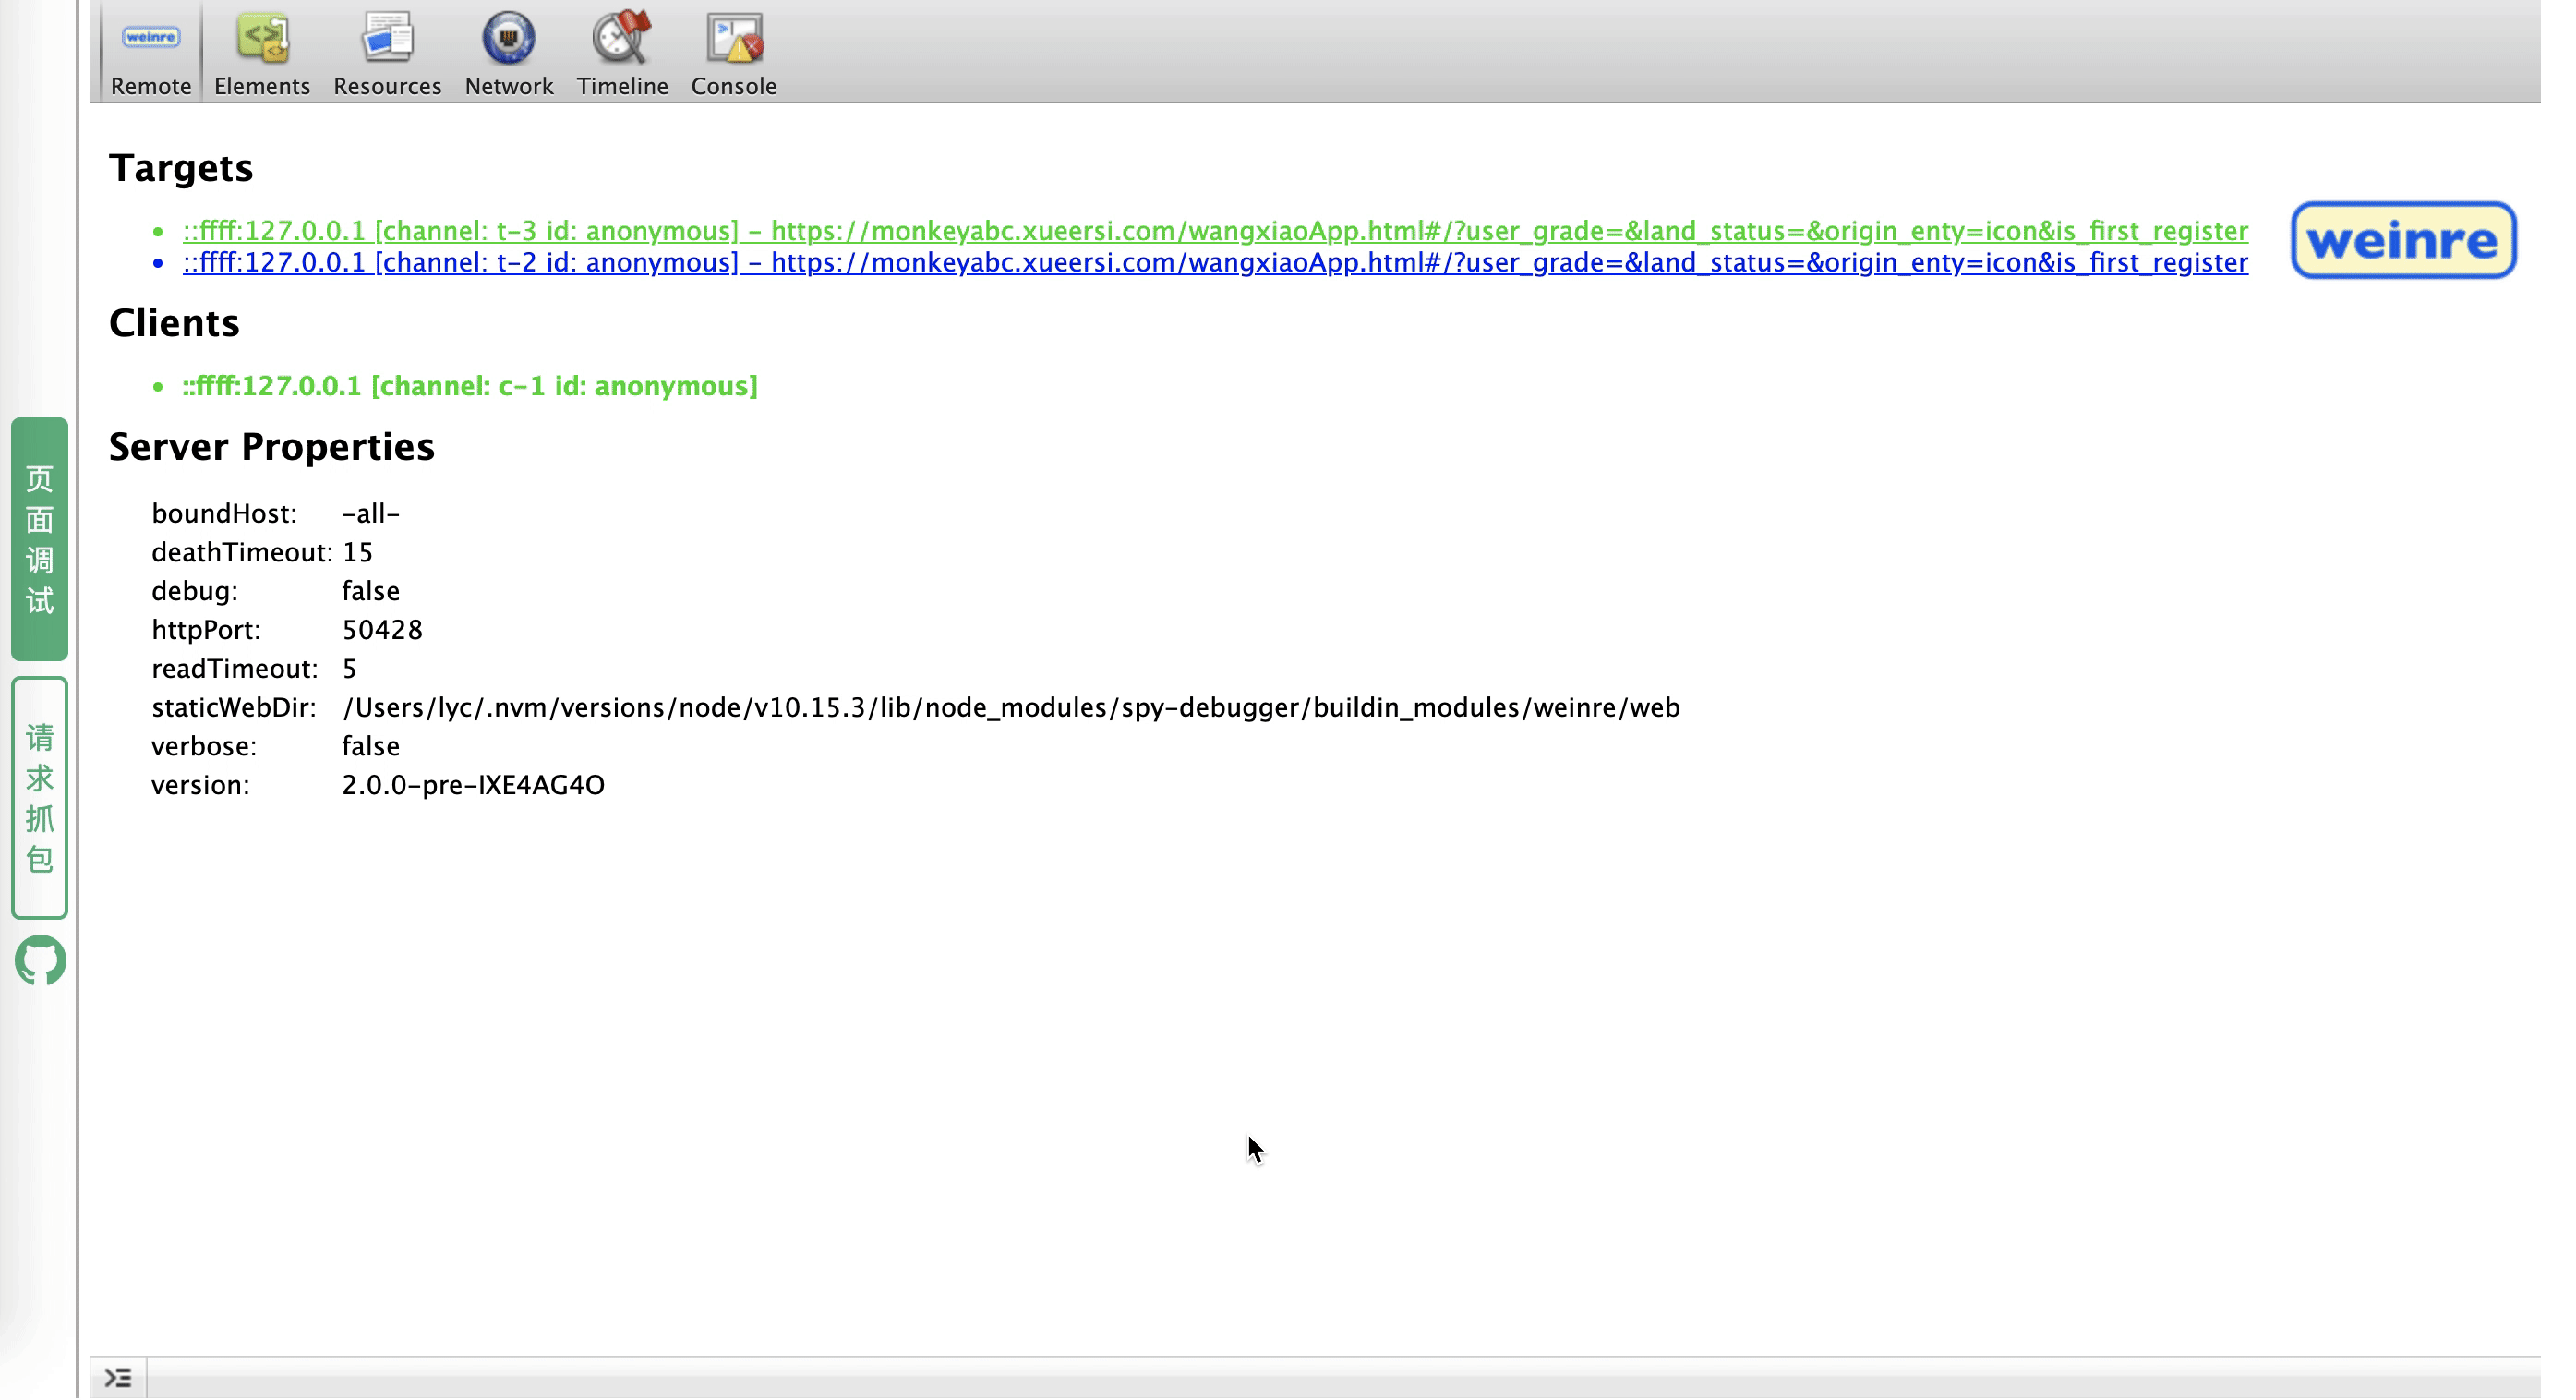 weinre
Remote Elements Resources Network Timeline Console
Targets
::ffff:127.0.0.1 [channel: t-3 id: anonymous] - https://monkeyabc.xueersi.com/wangxiaoApp.html#/?user_grade=&land_status=&origin_enty=icon&is_first_register
::ffff:127.0.0.1 [channel: t-2 id: anonymous] - https://monkeyabc.xueersi.com/wangxiaoApp.html#/?user_grade=&land_status=&origin_enty=icon&is_first_register
weinre
Clients
::ffff:127.0.0.1 [channel: c-1 id: anonymous]
Server Properties
boundHost: -all-
deathTimeout: 15
debug: false
httpPort: 50428
readTimeout: 5
staticWebDir: /Users/lyc/.nvm/versions/node/v10.15.3/lib/node_modules/spy-debugger/buildin_modules/weinre/web
verbose: false
version: 2.0.0-pre-IXE4AG4O
页面调试
请求抓包